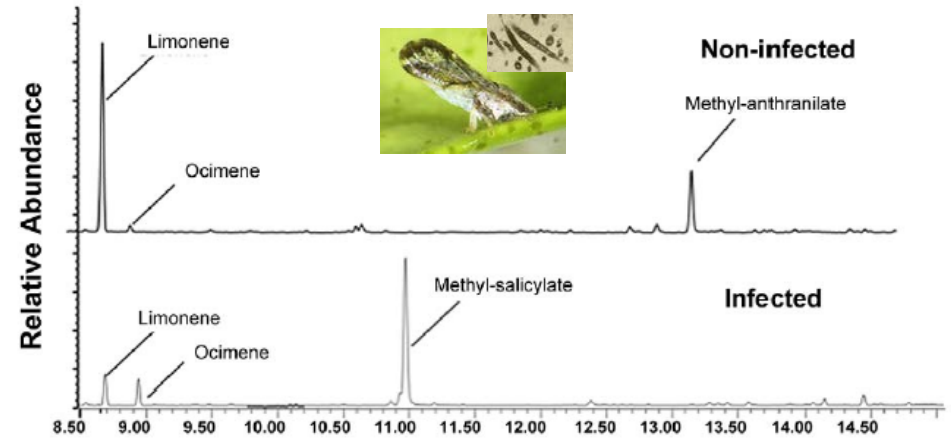 Relative Abundance
Limonene
Ocimene
Non-infected
Methyl-anthranilate
Limonene
Ocimene
Methyl-salicylate
Infected
8.50 9.00 9.50 10.00 10.50 11.00 11.50 12.00 12.50 13.00 13.50 14.00 14.50